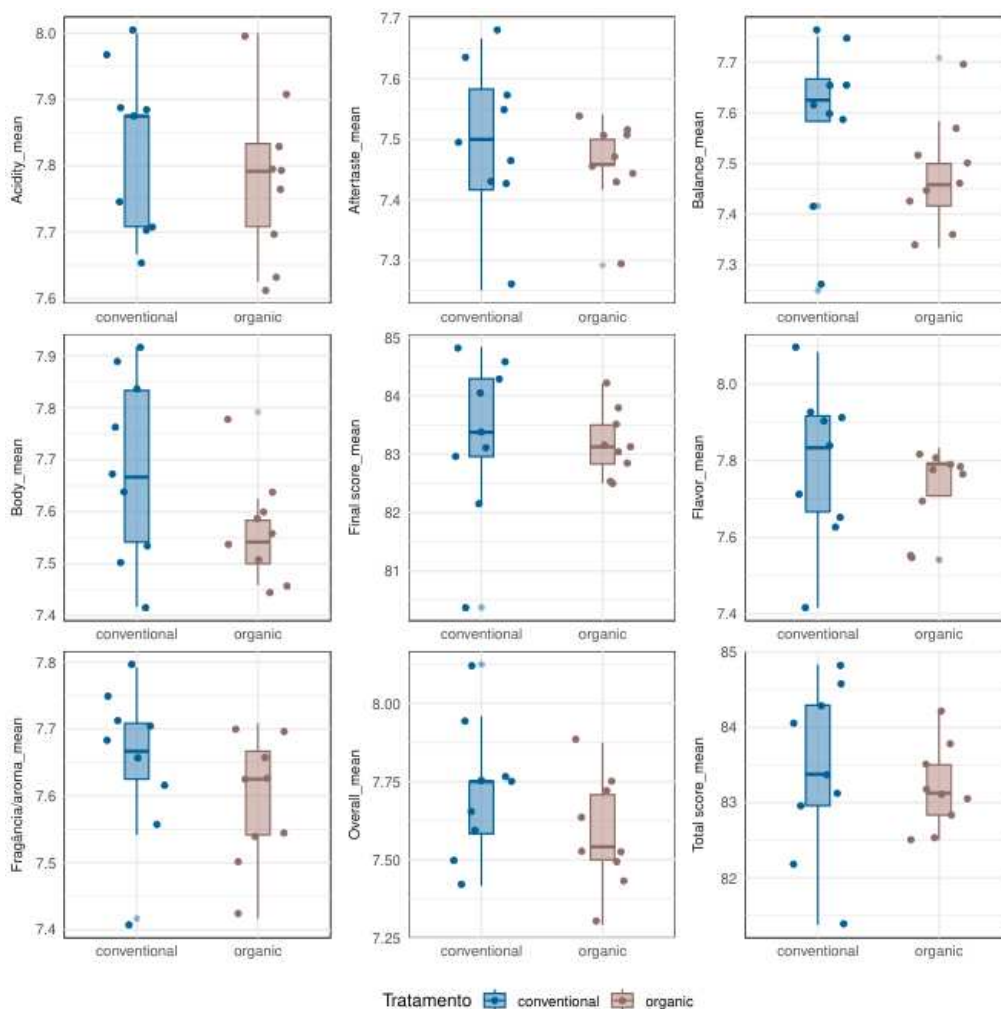 Acidity_mean
8.0
7.9
7.8
7.7
7.6
conventional organic
Aftertaste_mean
7.7
7.6
7.5
7.4
7.3
conventional organic
Balance_mean
7.7
7.6
7.5
7.4
7.3
conventional organic
Body_mean
7.9
7.8
7.7
7.6
7.5
7.4
conventional organic
Final score_mean
85
84
83
82
81
conventional organic
Flavor_mean
8.0
7.8
7.6
7.4
conventional organic
Fragância/aroma_mean
7.8
7.7
7.6
7.5
7.4
conventional organic
Overall_mean
8.00
7.75
7.50
7.25
conventional organic
Total score_mean
85
84
83
82
conventional organic
Tratamento conventional organic